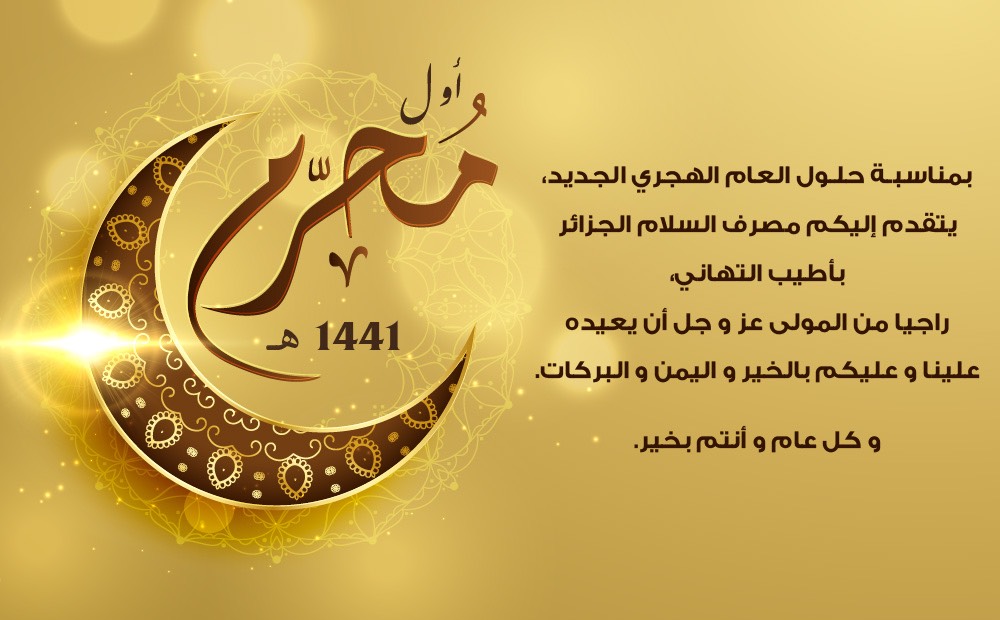 أول
مُحرّم
1441 هـ
بمناسبة حلول العام الهجري الجديد،
يتقدم إليكم مصرف السلام الجزائر
بأطيب التهاني،
راجيا من المولى عز و جل أن يعيده
علينا و عليكم بالخير و اليمن و البركات.
و كل عام و أنتم بخير.